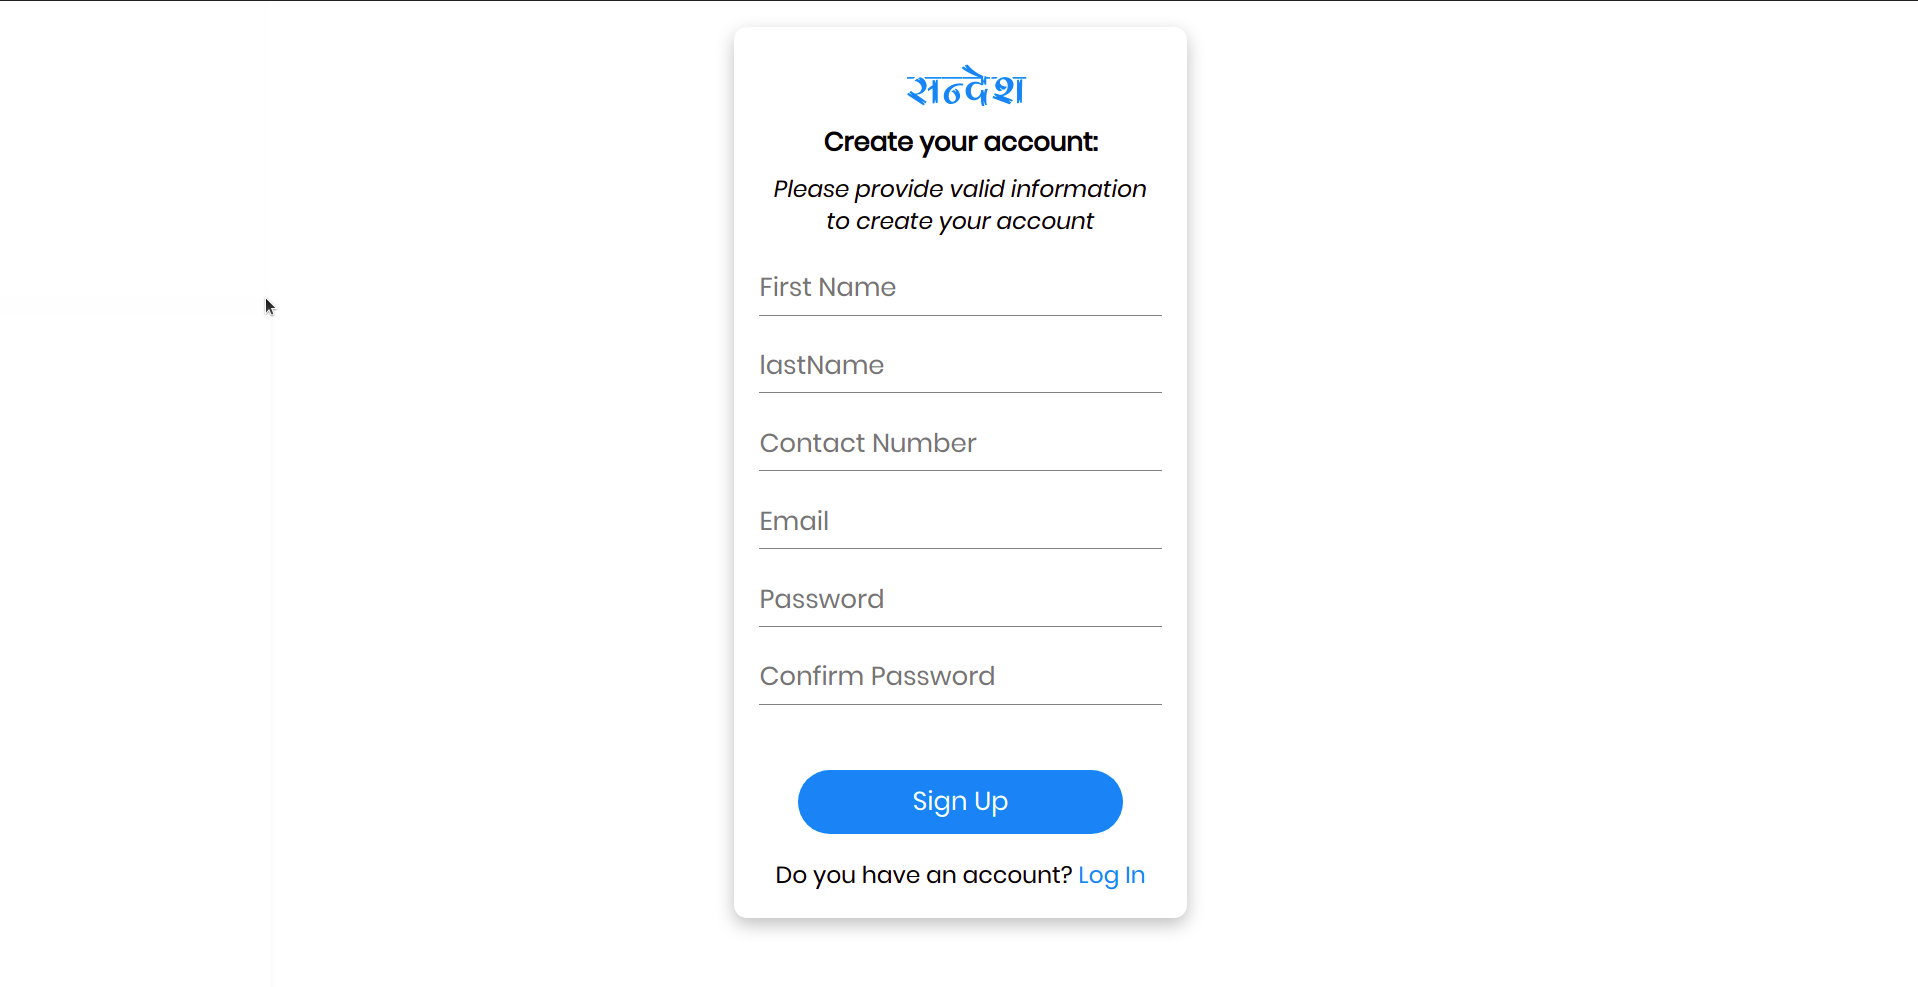 सन्देश
Create your account:
Please provide valid information
to create your account
First Name
lastName
Contact Number
Email
Password
Confirm Password
Sign Up
Do you have an account? Log In